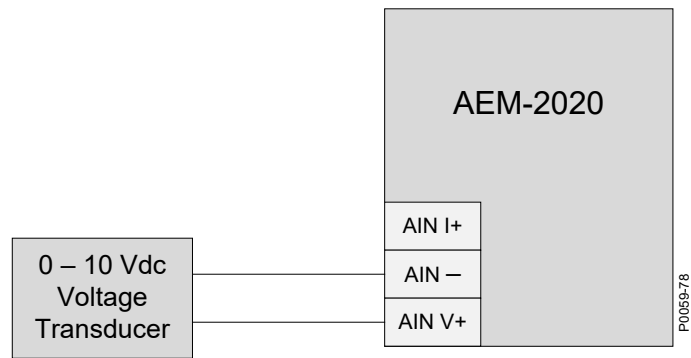 AEM-2020
AIN I+
AIN –
AIN V+
0 – 10 Vdc
Voltage
Transducer
P0059-78